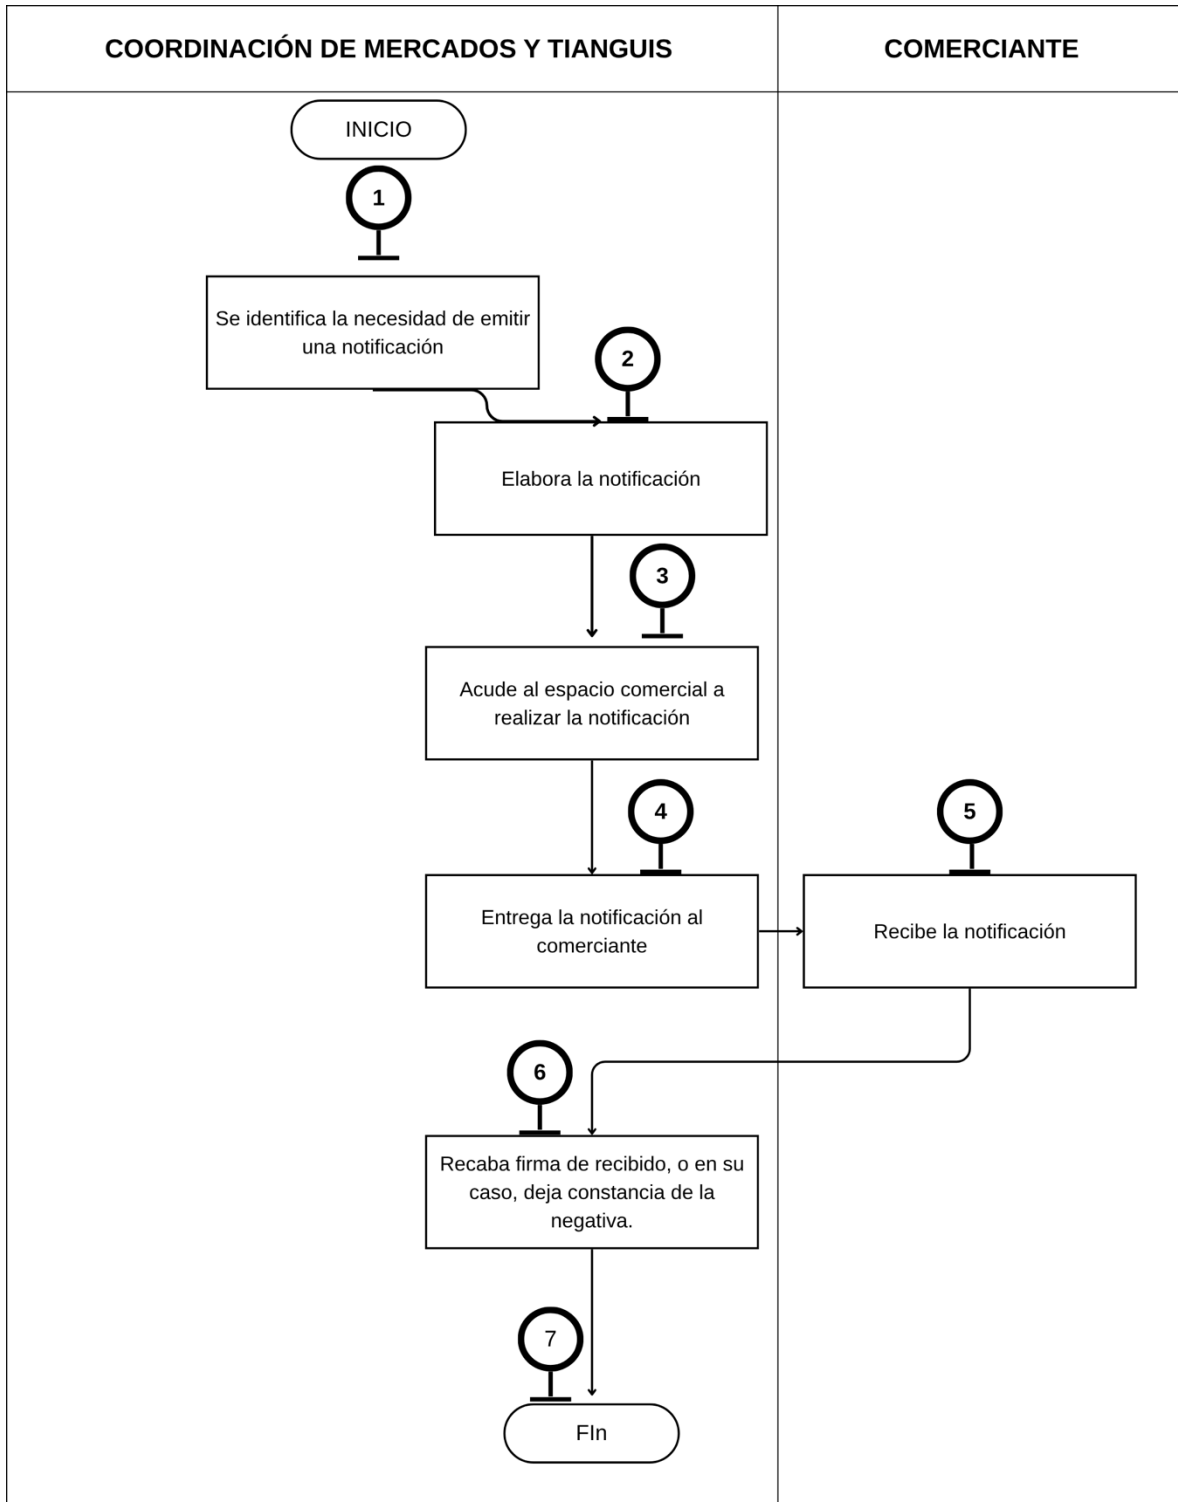 COORDINACIÓN DE MERCADOS Y TIANGUIS
COMERCIANTE
INICIO
1
Se identifica la necesidad de emitir
una notificación
2
Elabora la notificación
3
Acude al espacio comercial a
realizar la notificación
4
Entrega la notificación al
comerciante
5
Recibe la notificación
6
Recaba firma de recibido, o en su
caso, deja constancia de la
negativa.
7
FIn